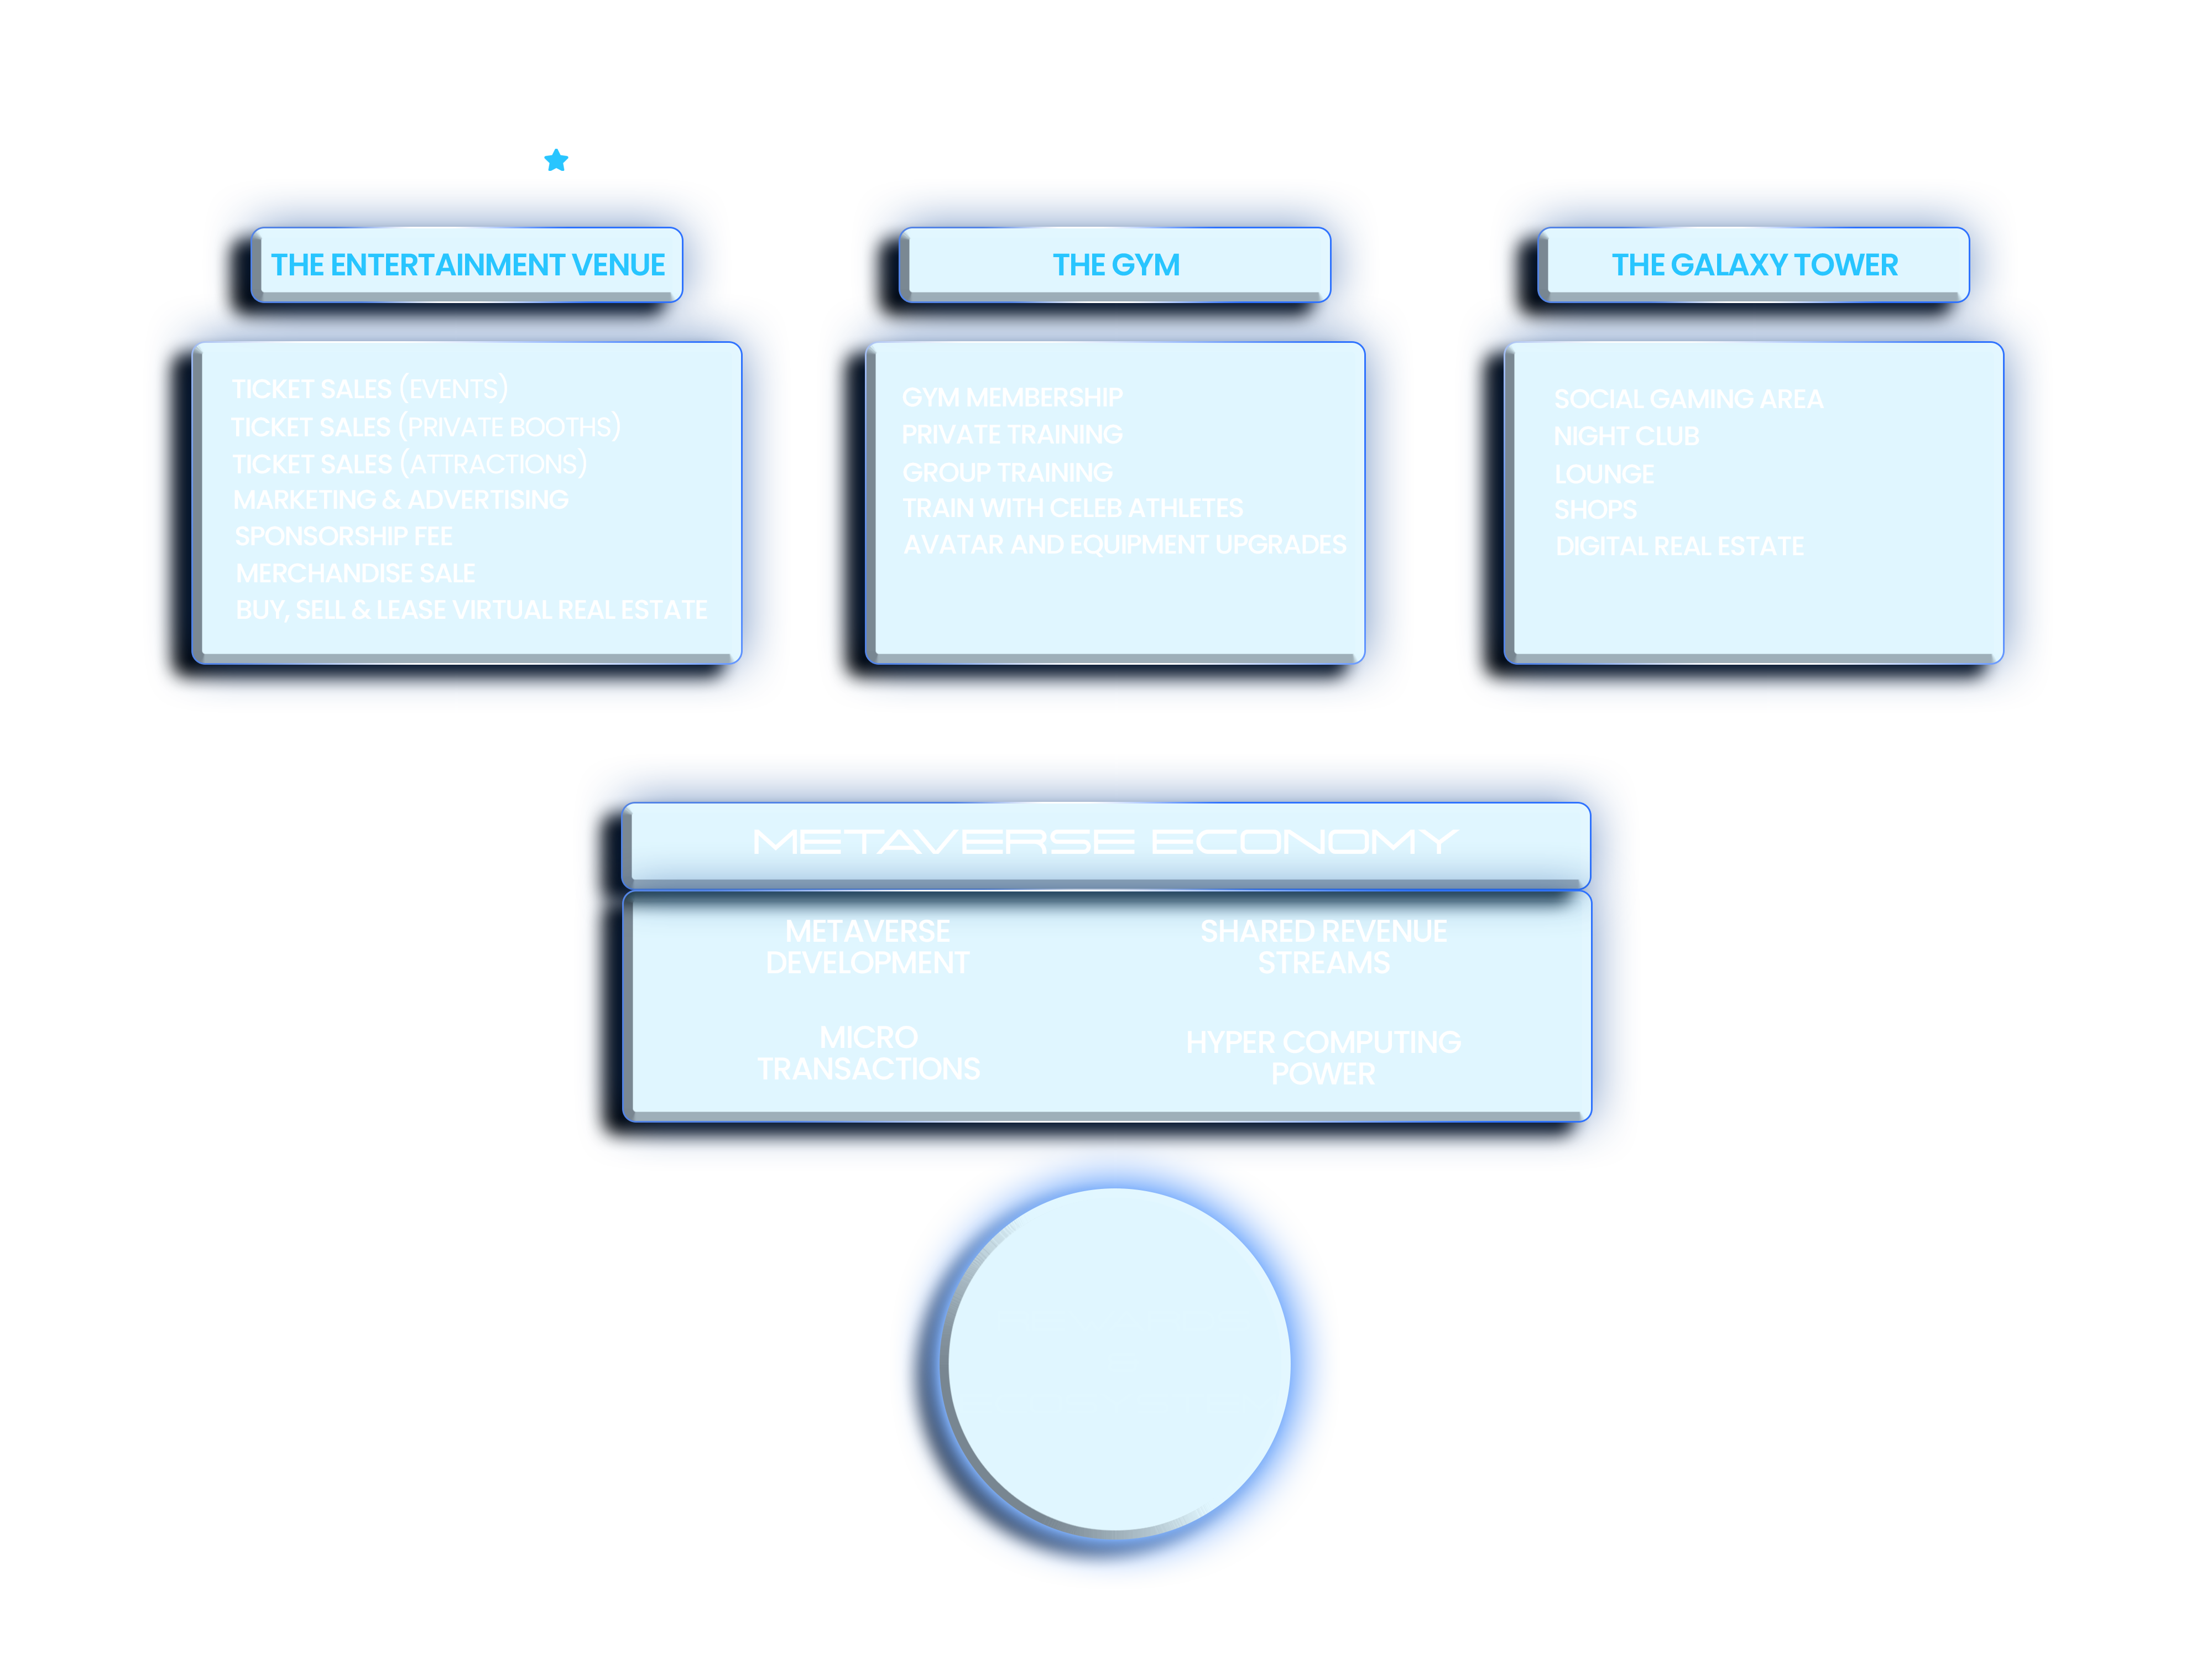 THE ENTERTAINMENT VENUE
TICKET SALES (EVENTS)
TICKET SALES (PRIVATE BOOTHS)
TICKET SALES (ATTRACTIONS)
MARKETING & ADVERTISING
SPONSORSHIP FEE
MERCHANDISE SALE
BUY, SELL & LEASE VIRTUAL REAL ESTATE
THE GYM
GYM MEMBERSHIP
PRIVATE TRAINING
GROUP TRAINING
TRAIN WITH CELEB ATHLETES
AVATAR AND EQUIPMENT UPGRADES
THE GALAXY TOWER
SOCIAL GAMING AREA
NIGHT CLUB
LOUNGE
SHOPS
DIGITAL REAL ESTATE
METAVERSE ECONOMY
METAVERSE
DEVELOPMENT
SHARED REVENUE
STREAMS
MICRO
TRANSACTIONS
HYPER COMPUTING
POWER